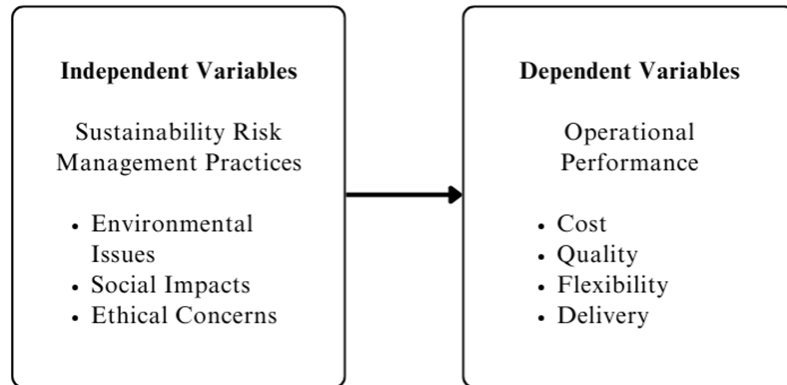 Independent Variables
Sustainability Risk
Management Practices
• Environmental
Issues
• Social Impacts
• Ethical Concerns
Dependent Variables
Operational
Performance
• Cost
• Quality
• Flexibility
• Delivery